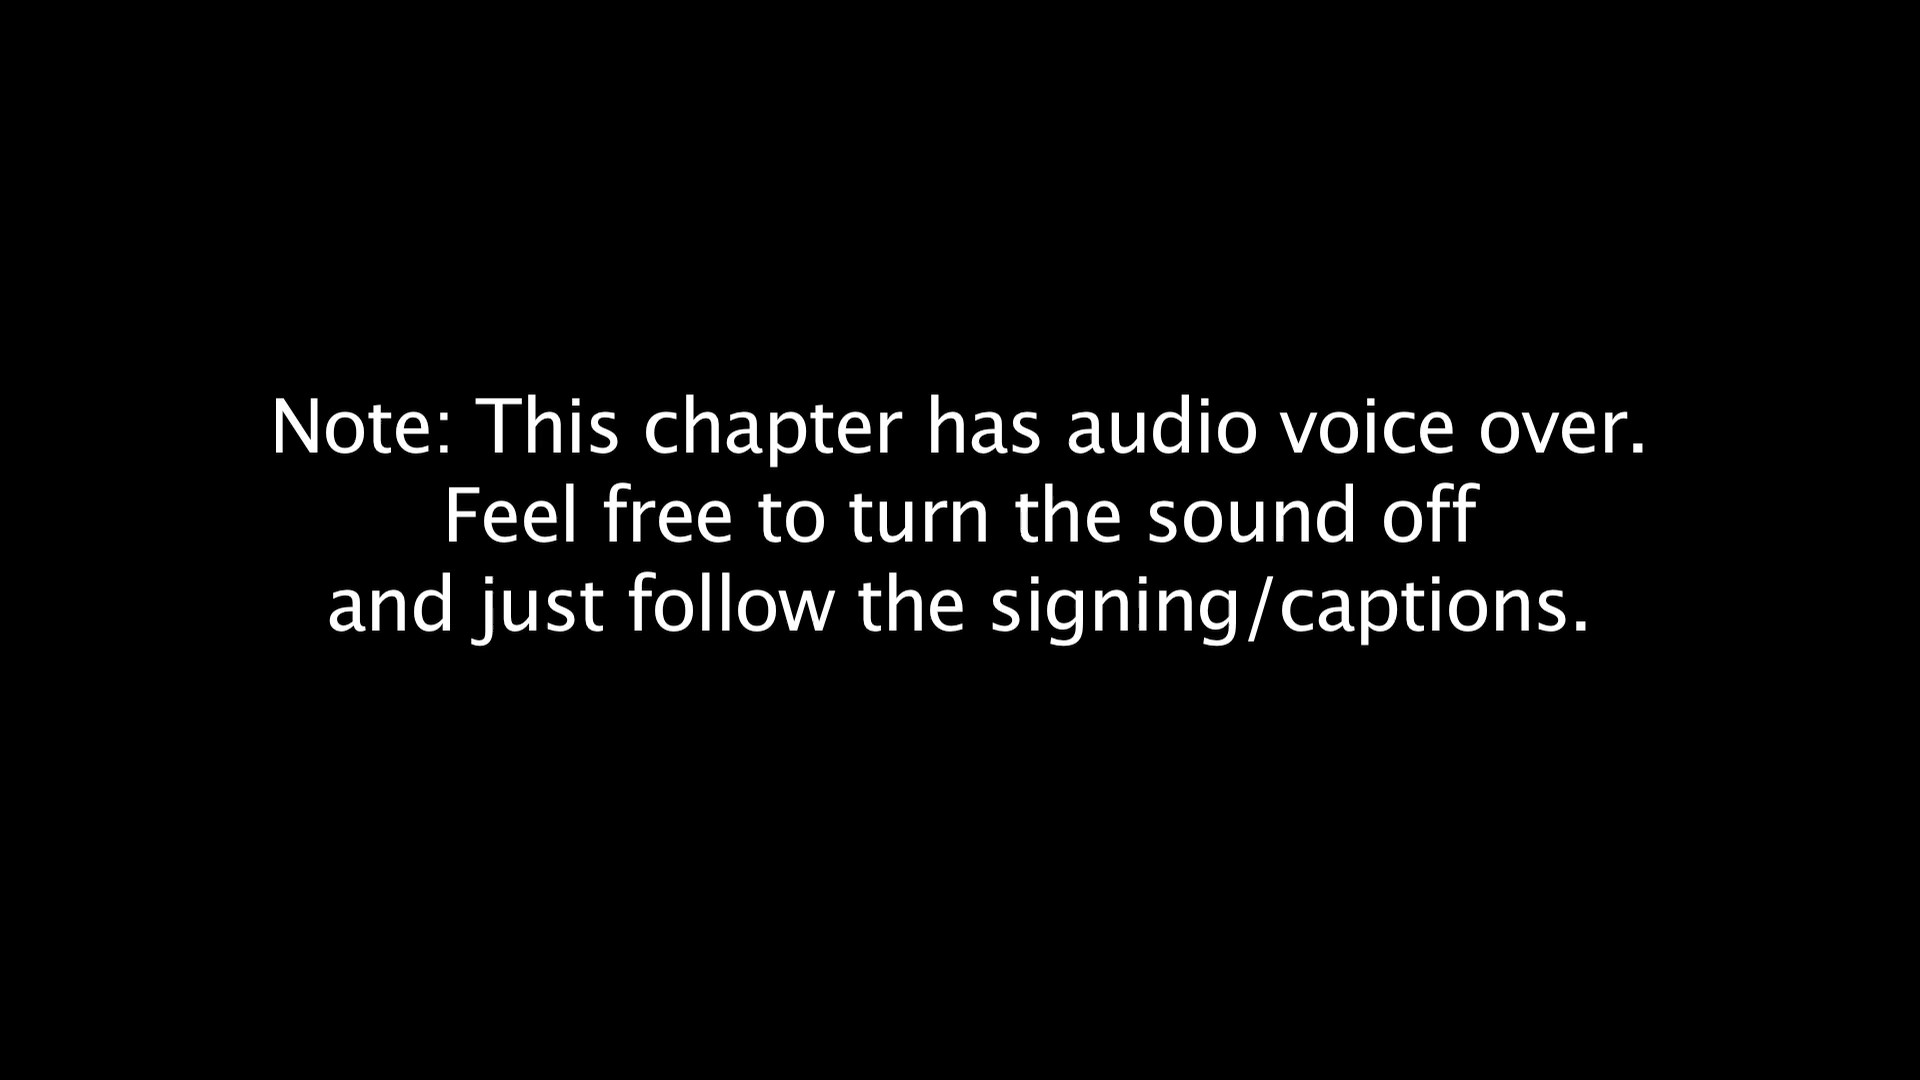 Note: This chapter has audio voice over.
Feel free to turn the sound off
and just follow the signing/captions.